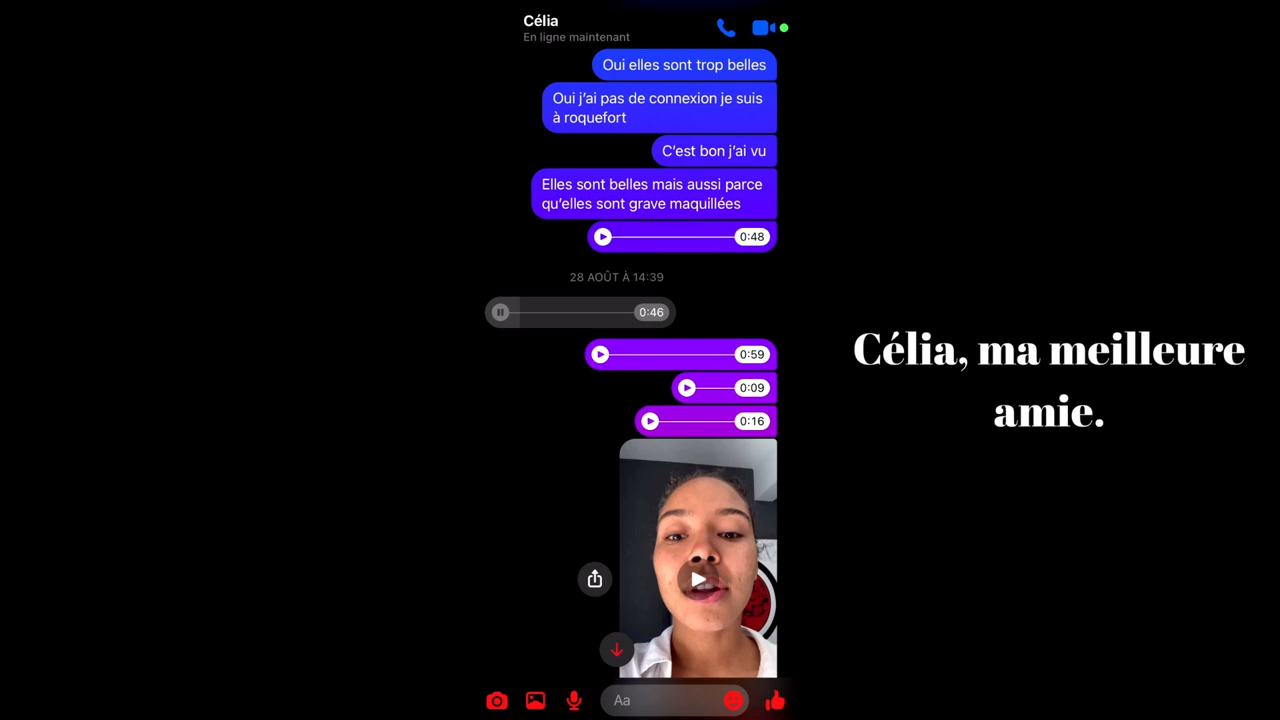 Célia
En ligne maintenant
Oui elles sont trop belles
Oui j’ai pas de connexion je suis
à roquefort
C’est bon j’ai vu
Elles sont belles mais aussi parce
qu’elles sont grave maquillées
0:48
28 AOÛT À 14:39
0:46
0:59
0:09
0:16
Aa
Célia, ma meilleure
amie.